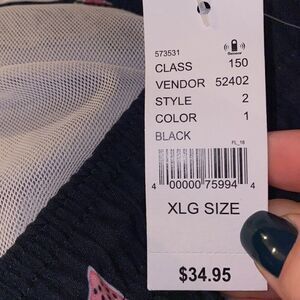 573531
CLASS 150
VENDOR 52402
STYLE 2
COLOR 1
BLACK
FL_18
4 00000 75994 4
XLG SIZE
$34.95